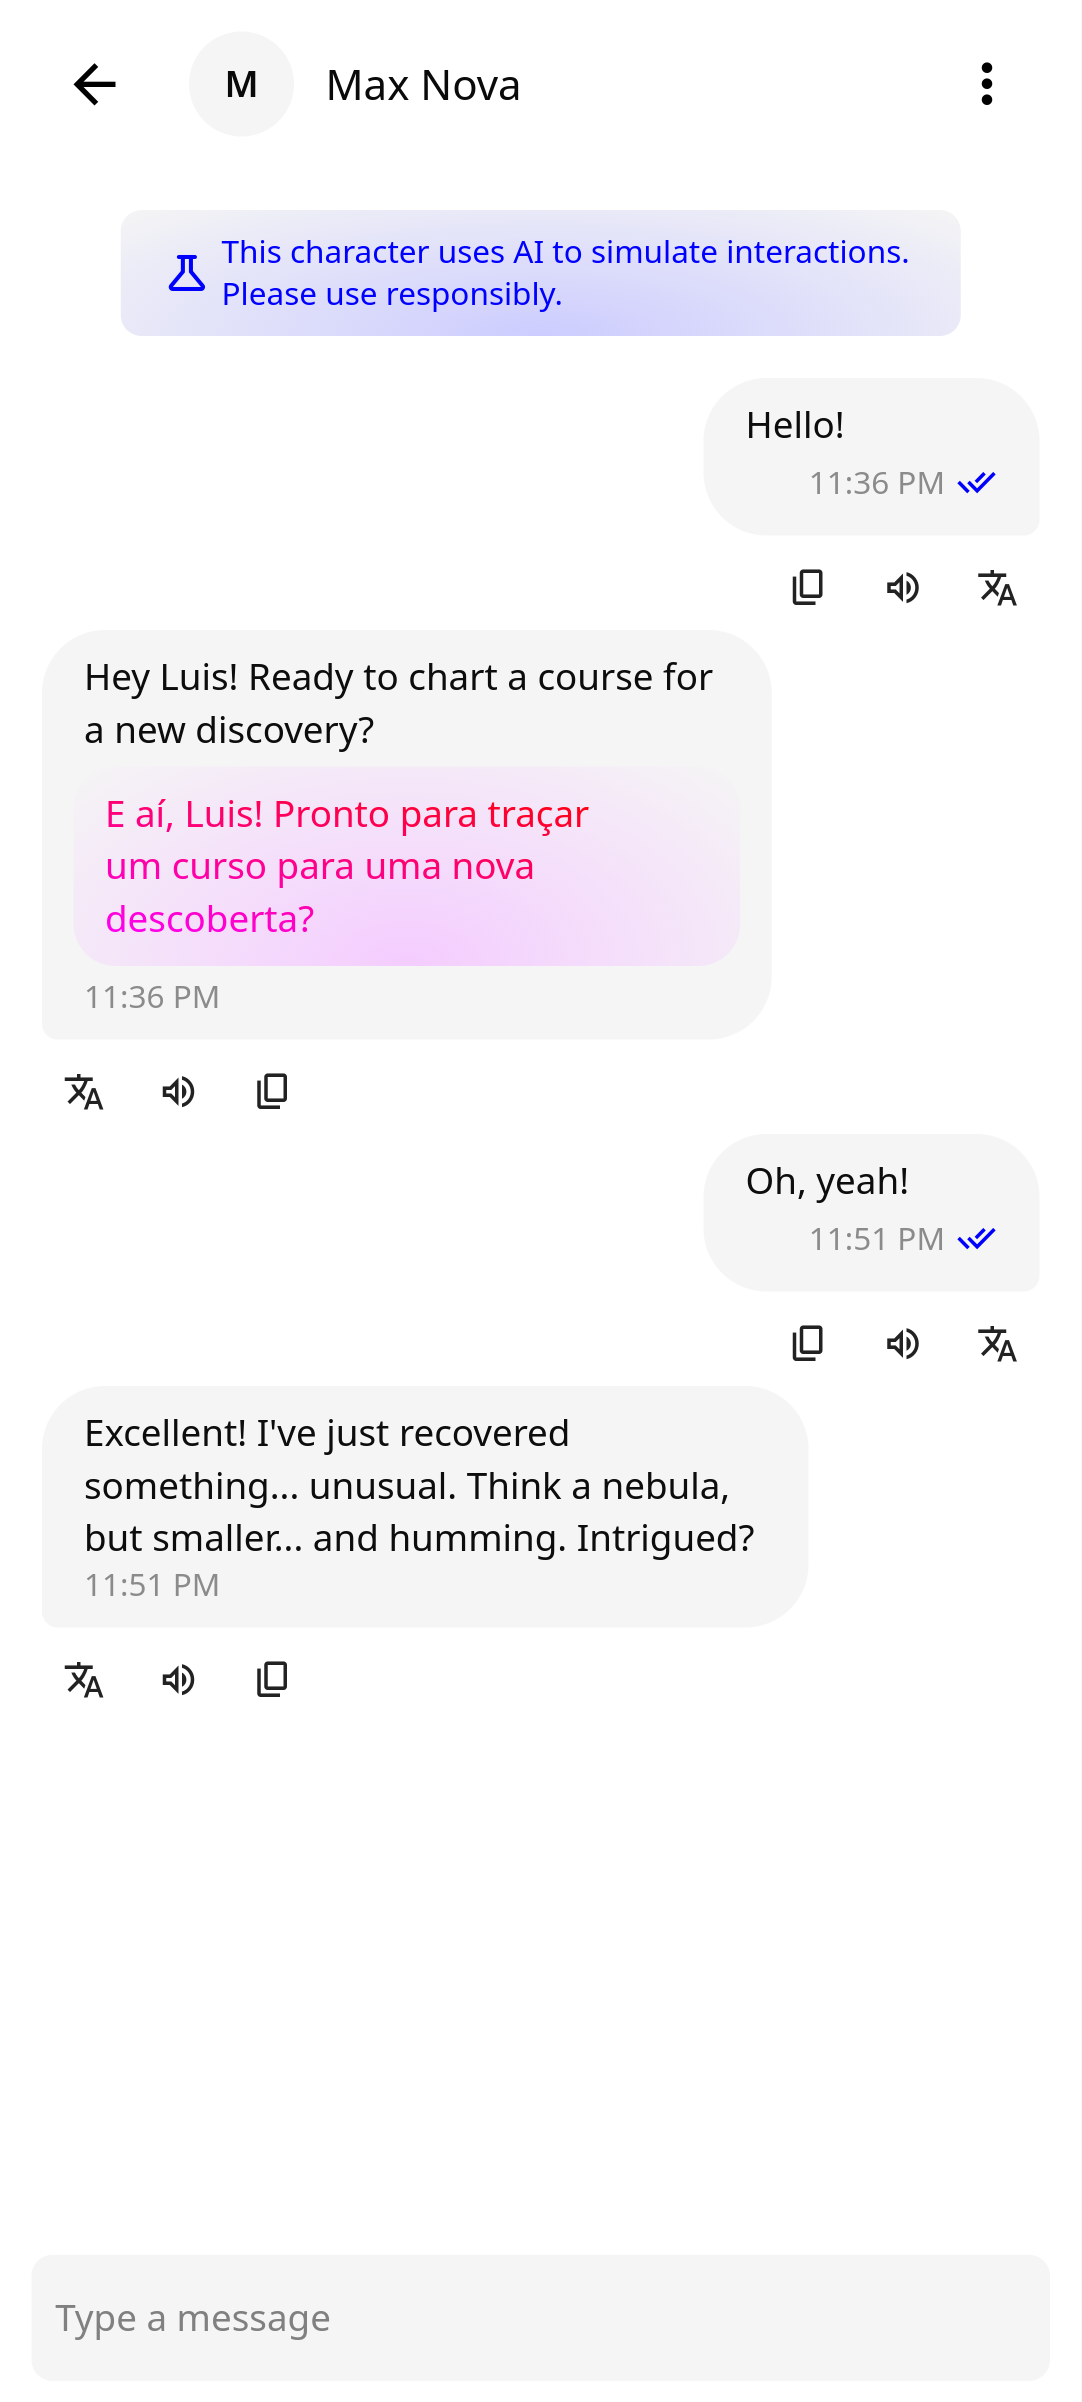 M
Max Nova
This character uses AI to simulate interactions.
Please use responsibly.
Hello!
11:36 PM
Hey Luis! Ready to chart a course for
a new discovery?
E aí, Luis! Pronto para traçar
um curso para uma nova
descoberta?
11:36 PM
Oh, yeah!
11:51 PM
Excellent! I've just recovered
something... unusual. Think a nebula,
but smaller... and humming. Intrigued?
11:51 PM
Type a message